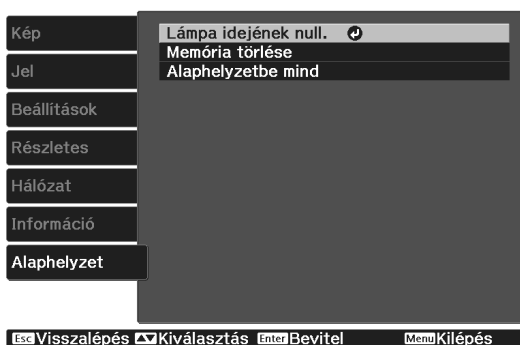 Kép
Jel
Beállítások
Részletes
Hálózat
Információ
Alaphelyzet
Lámpa idejének null.
Memória törlése
Alaphelyzetbe mind
Esc Visszalépés Kiválasztás Enter Bevitel Menu Kilépés